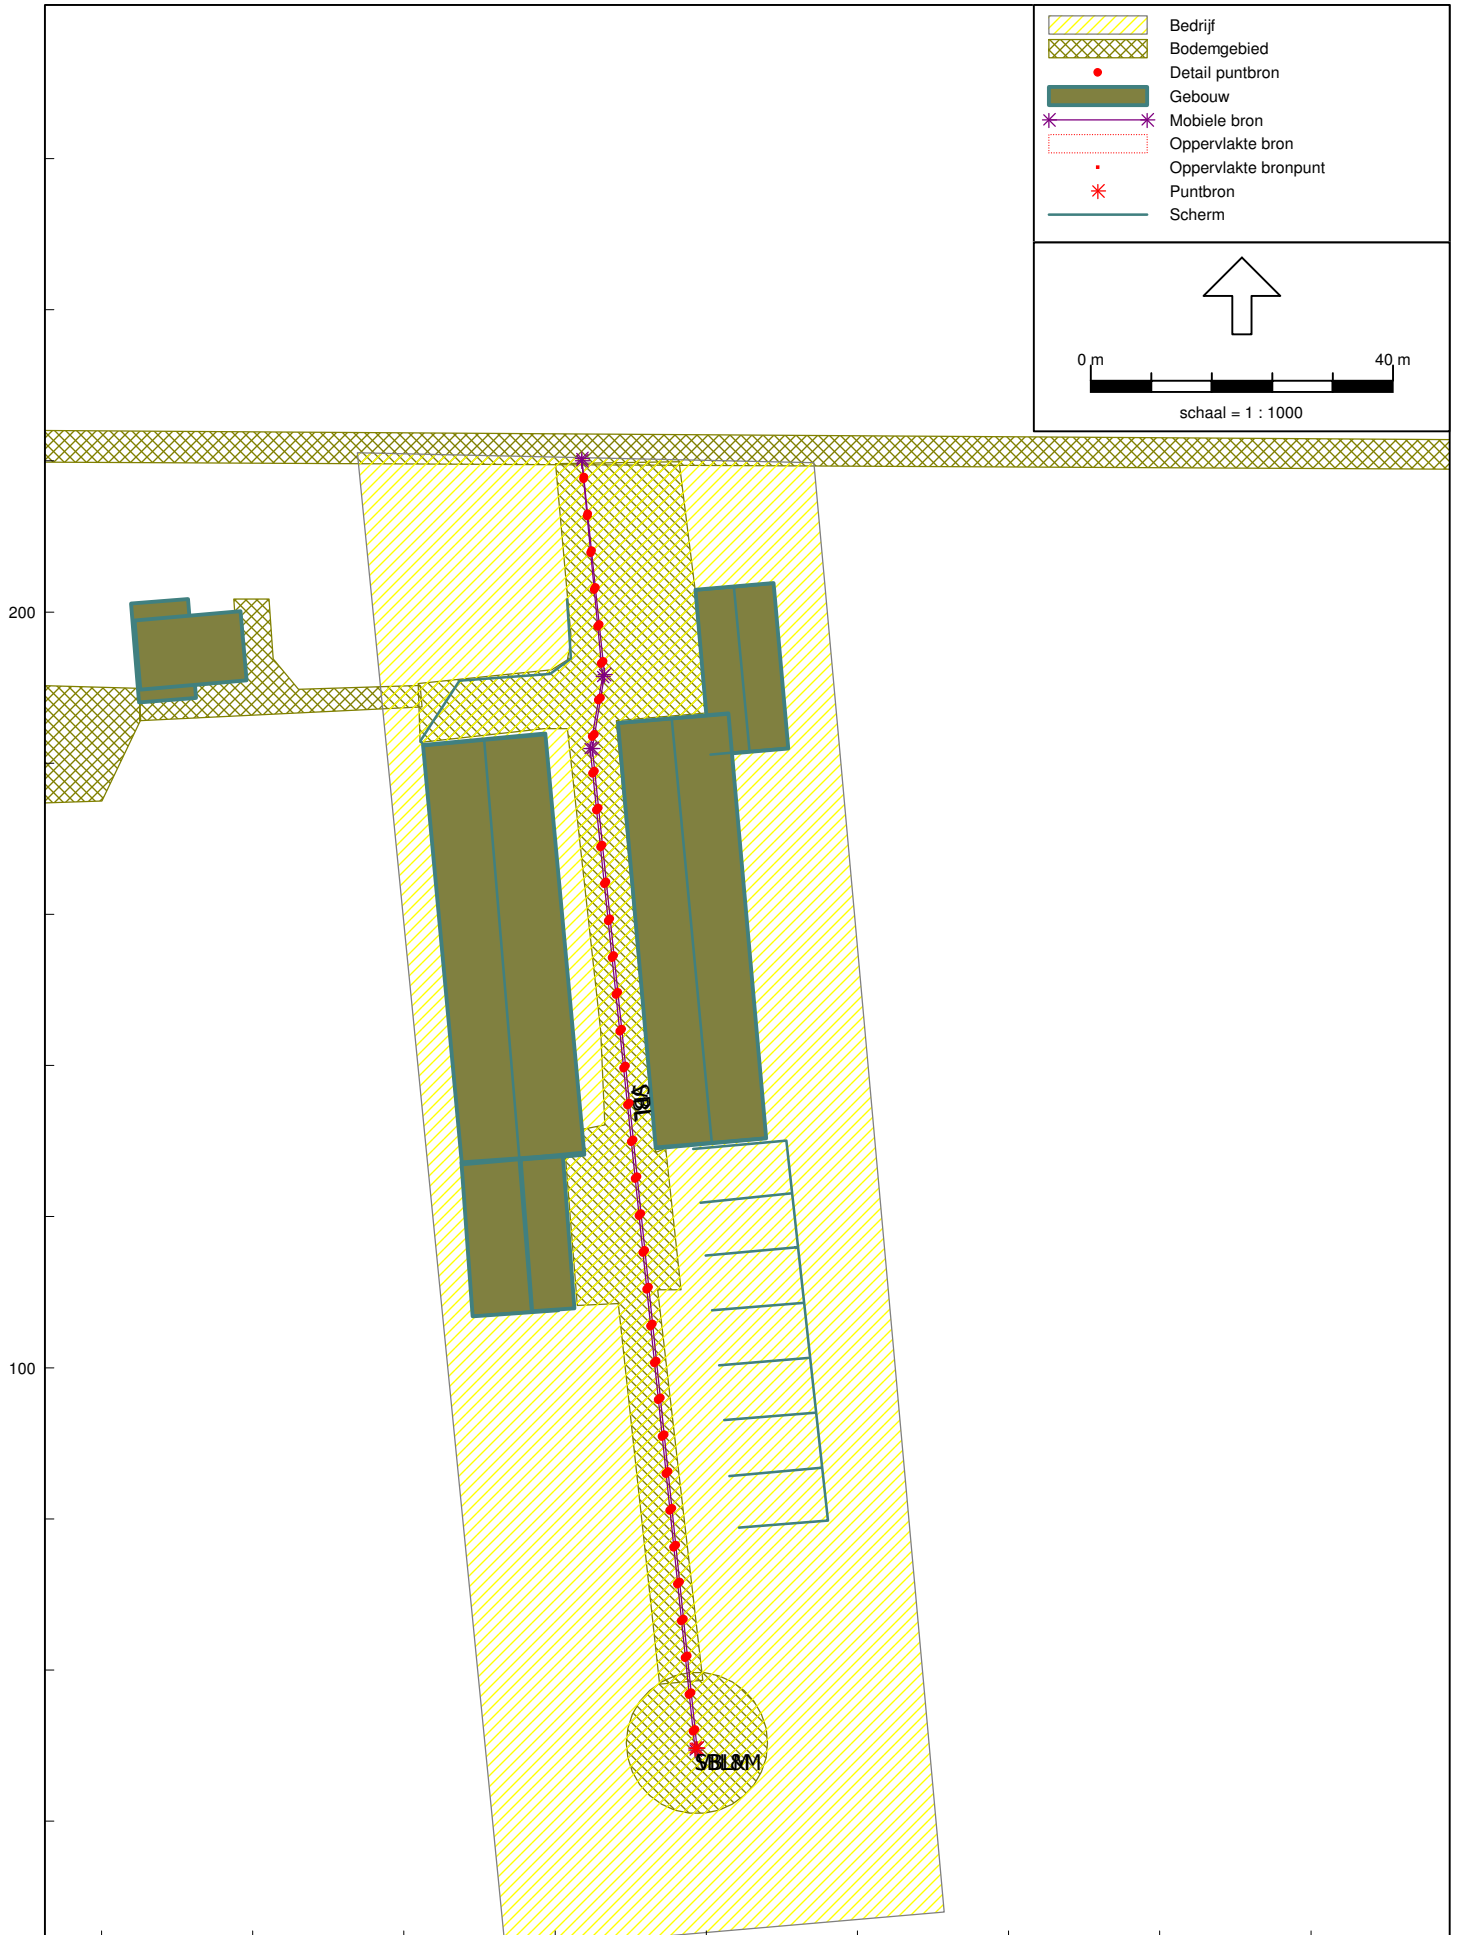 Bedrijf
Bodemgebied
Detail puntbron
Gebouw
Mobiele bron
Oppervlakte bron
Oppervlakte bronpunt
Puntbron
Scherm
0 m 40 m
schaal = 1 : 1000
200
100